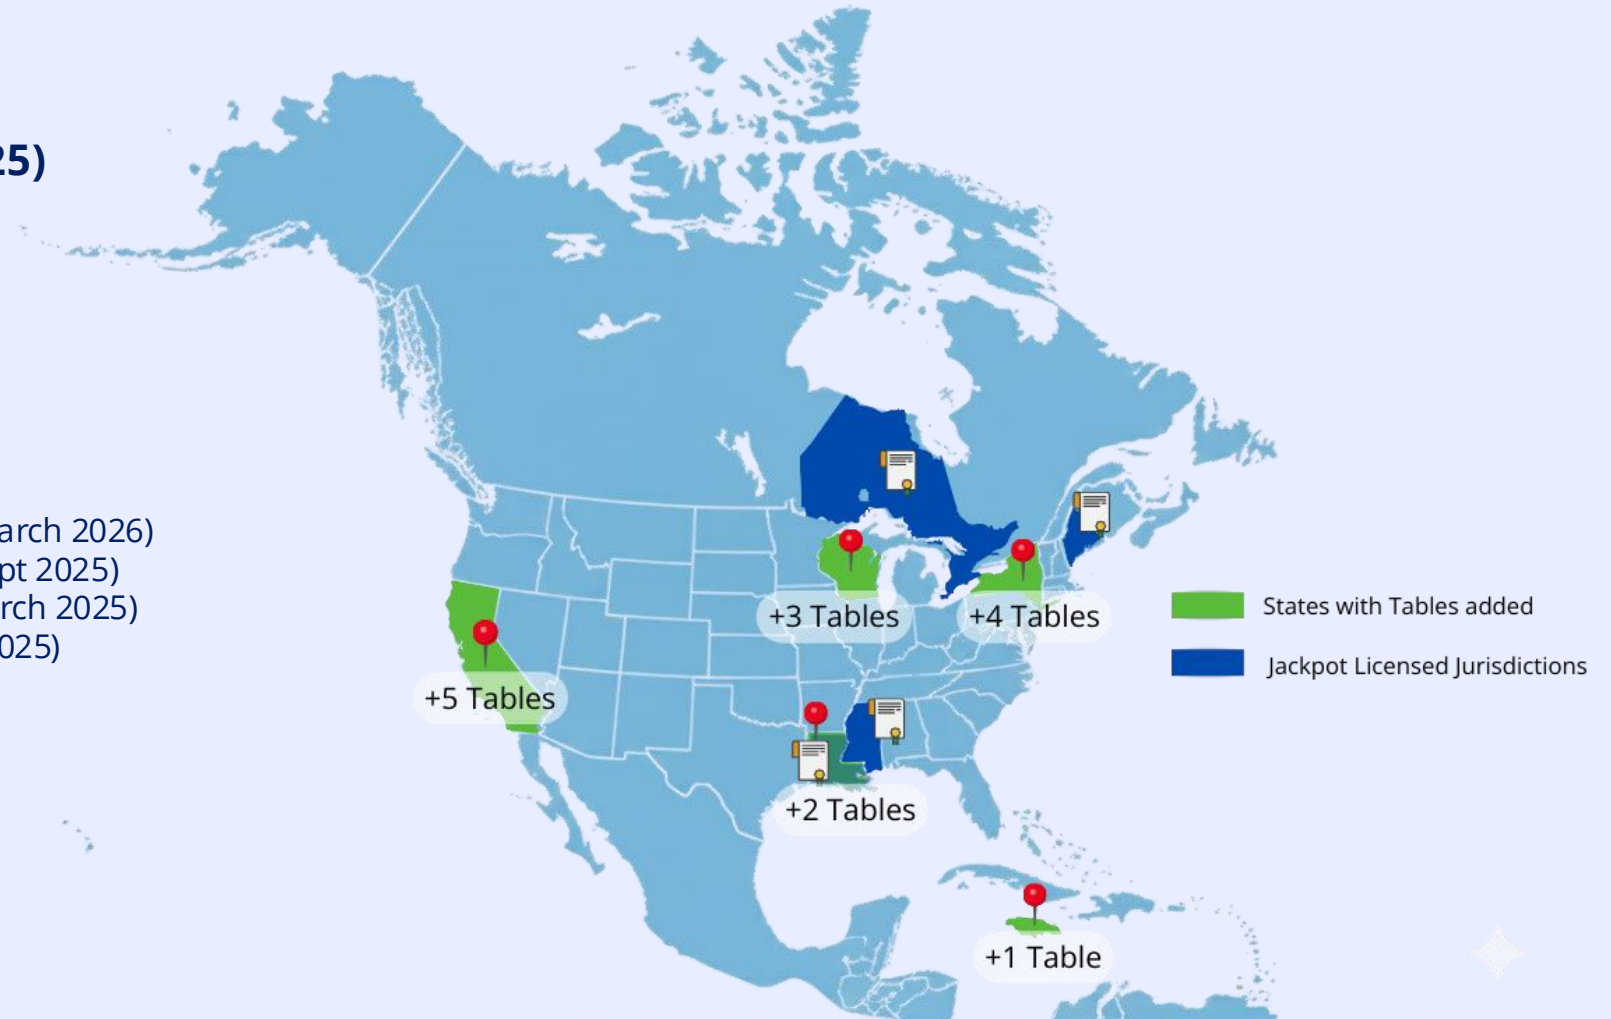 25)
arch 2026)
pt 2025)
rch 2025)
025)
+3 Tables
+4 Tables
States with Tables added
Jackpot Licensed Jurisdictions
+5 Tables
+2 Tables
+1 Table